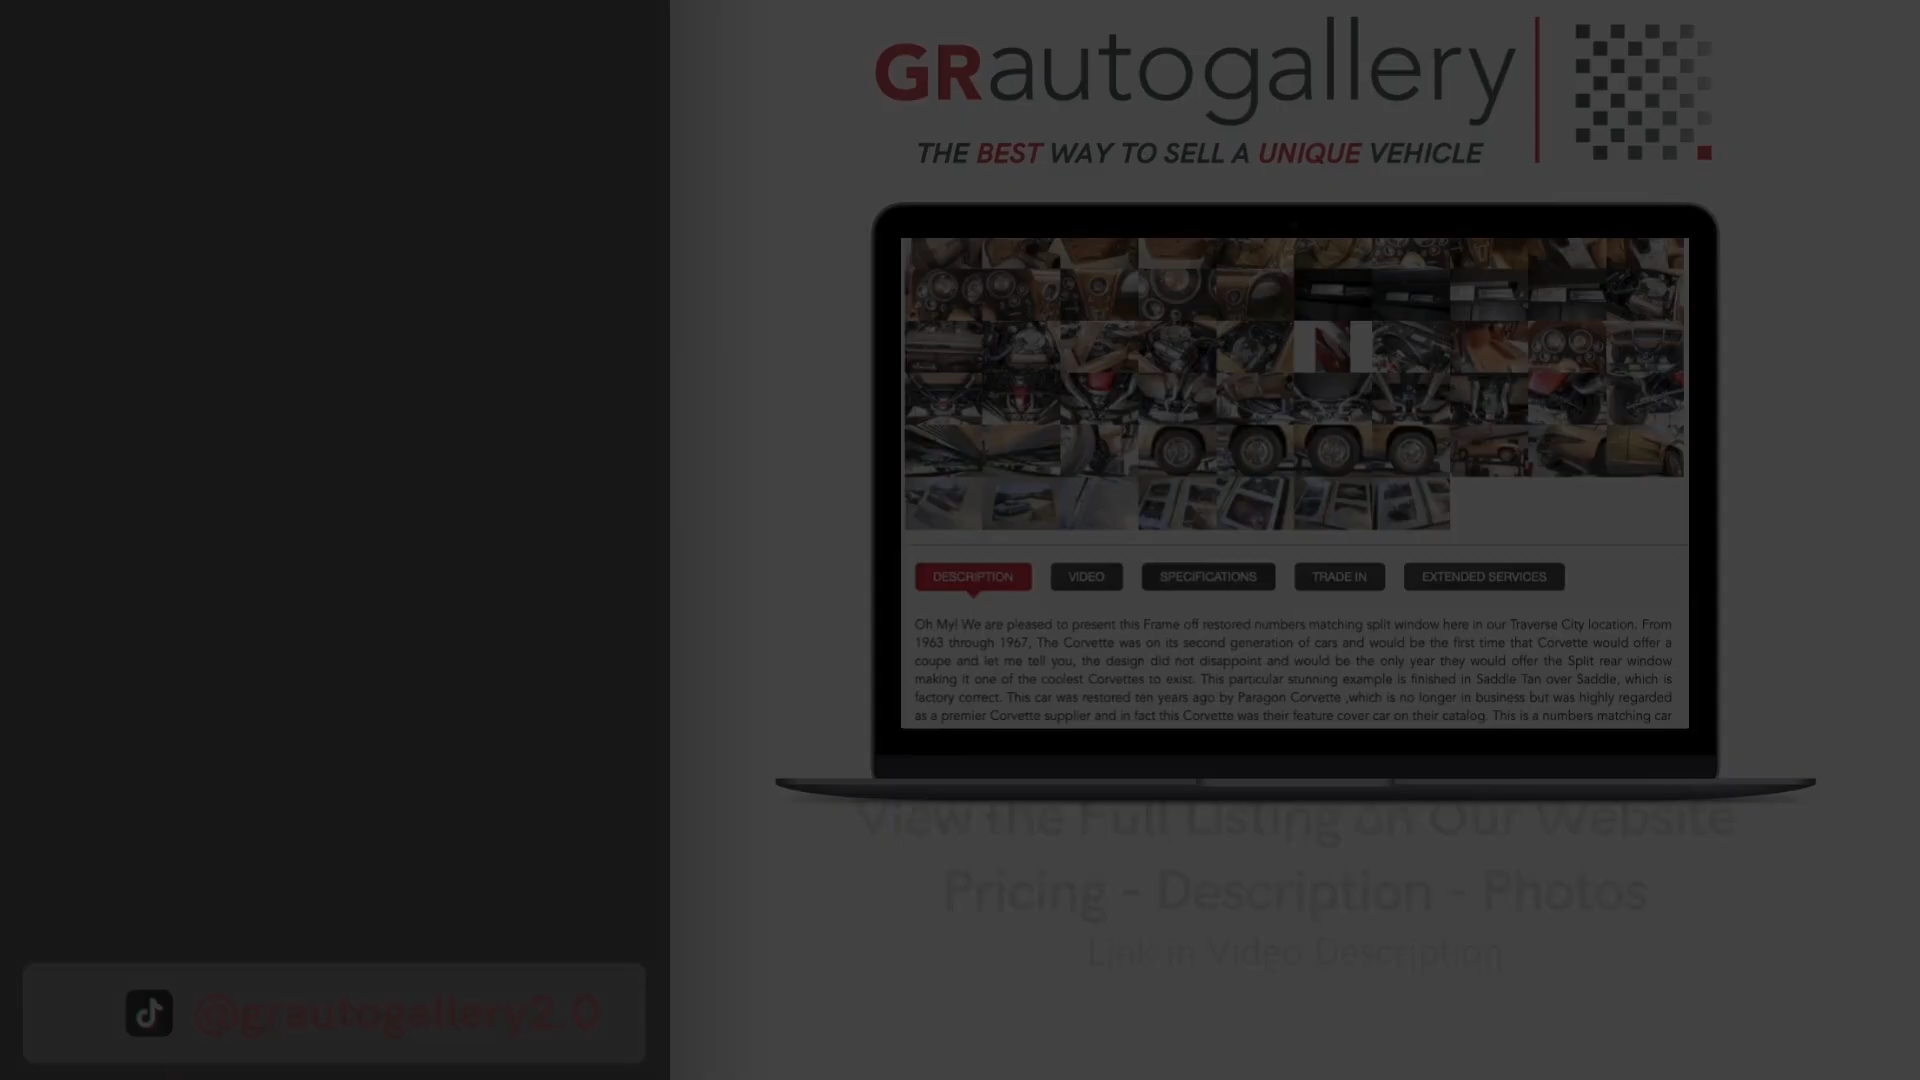 GRautogallery
THE BEST WAY TO SELL A UNIQUE VEHICLE
DESCRIPTION
VIDEO
SPECIFICATIONS
TRADE IN
EXTENDED SERVICES
Oh My! We are pleased to present this Frame off restored numbers matching split window here in our Traverse City location. From
1963 through 1967, The Corvette was on its second generation of cars and would be the first time that Corvette would offer a
coupe and let me tell you, the design did not disappoint and would be the only year they would offer the Split rear window
making it one of the coolest Corvettes to exist. This particular stunning example is finished in Saddle Tan over Saddle, which is
factory correct. This car was restored ten years ago by Paragon Corvette ,which is no longer in business but was highly regarded
as a premier Corvette supplier and in fact this Corvette was their feature cover car on their catalog. This is a numbers matching car
View the Full Listing on Our Website
Pricing - Description - Photos
Link in Video Description
@grautogallery2.0